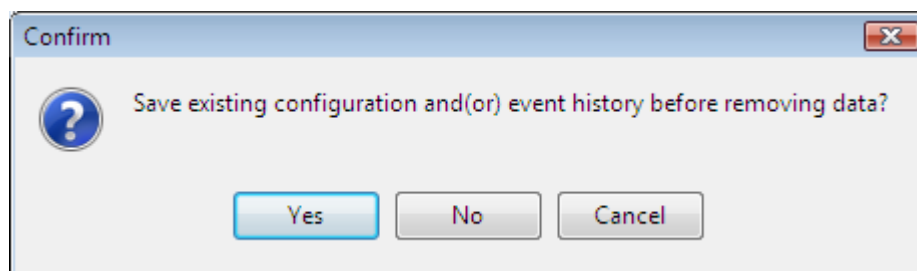 Confirm
Save existing configuration and(or) event history before removing data?
Yes No Cancel